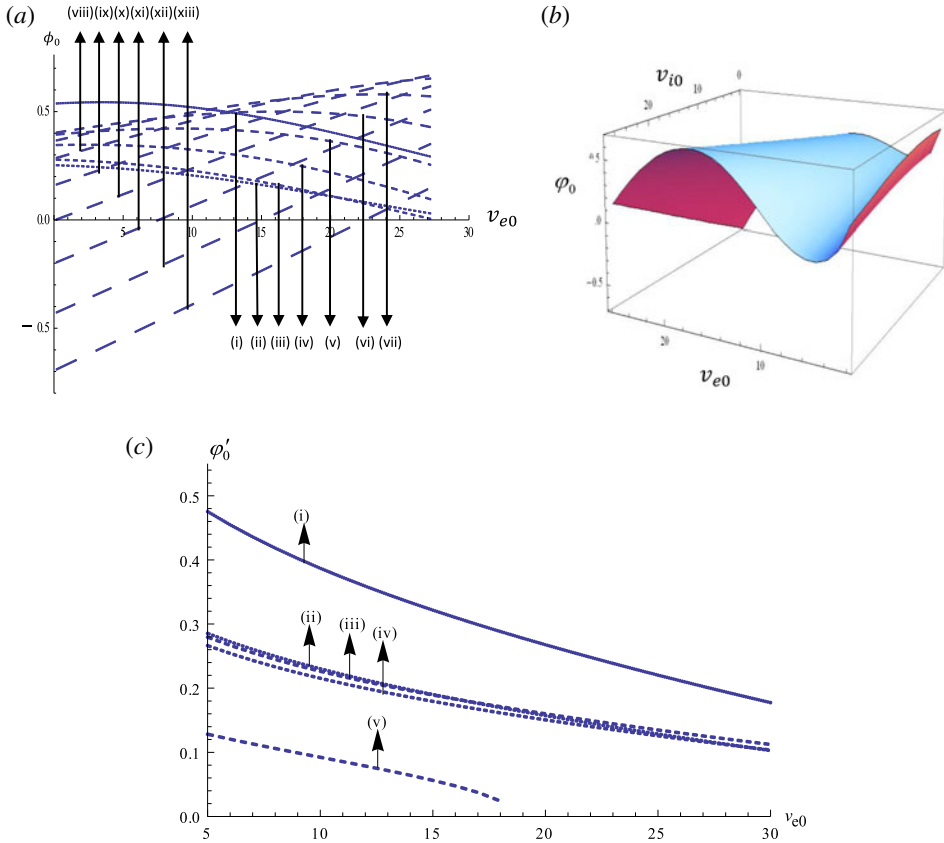 (a)
(viii)(ix)(x)(xi)(xii)(xiii)
ϕ0
0.5
0.0
5
10
15
20
25
30
ve0
– 0.5
(i) (ii) (iii) (iv) (v) (vi) (vii)
(b)
vi0
0
10
20
φ0
0.5
.0
−0.5
20
10
ve0
(c)
φ′0
0.5
0.4
0.3
0.2
0.1
0.0
(i)
(ii) (iii) (iv)
(v)
5 10 15 20 25 30
ve0